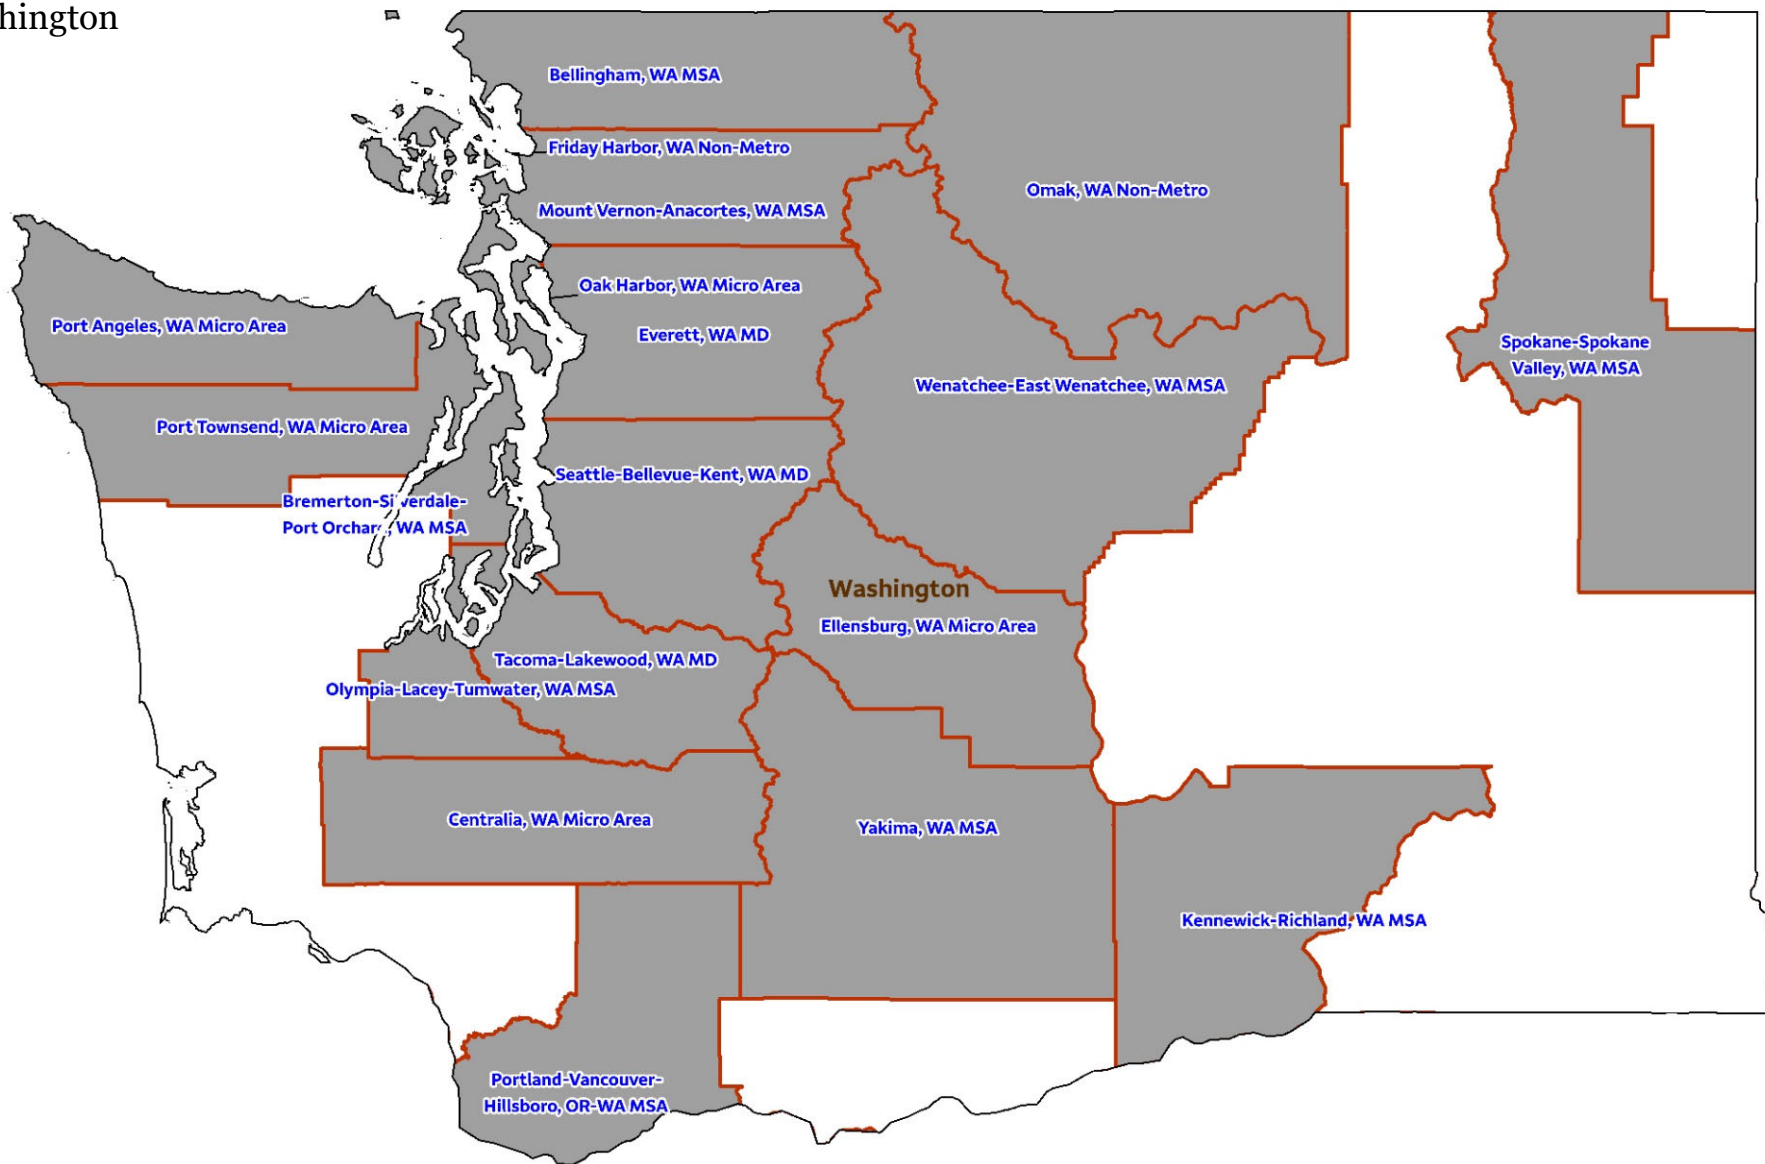 hington
Bellingham, WA MSA
Friday Harbor, WA Non-Metro
Omak, WA Non-Metro
Mount Vernon-Anacortes, WA MSA
Oak Harbor, WA Micro Area
Port Angeles, WA Micro Area
Everett, WA MD
Spokane-Spokane
Valley, WA MSA
Wenatchee-East Wenatchee, WA MSA
Port Townsend, WA Micro Area
Seattle-Bellevue-Kent, WA MD
Bremerton-Silverdale-
Port Orchard, WA MSA
Washington
Ellensburg, WA Micro Area
Tacoma-Lakewood, WA MD
Olympia-Lacey-Tumwater, WA MSA
Centralia, WA Micro Area
Yakima, WA MSA
Kennewick-Richland, WA MSA
Portland-Vancouver-
Hillsboro, OR-WA MSA